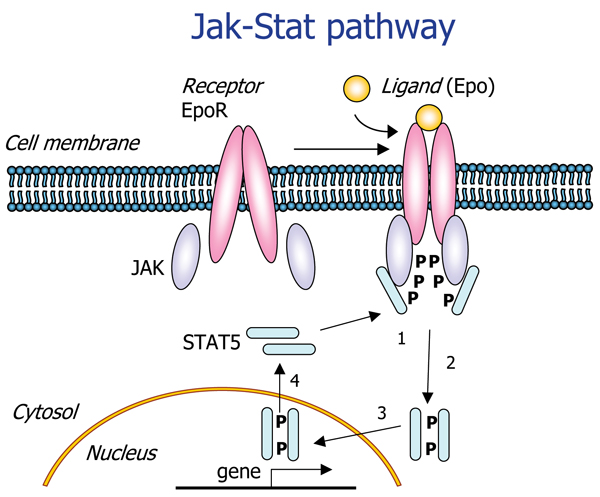 Jak-Stat pathway
Receptor
EpoR
Ligand (Epo)
Cell membrane
JAK
P P
P P
P P
STAT5
1
2
4
3
Cytosol
Nucleus
P
P
P
P
gene